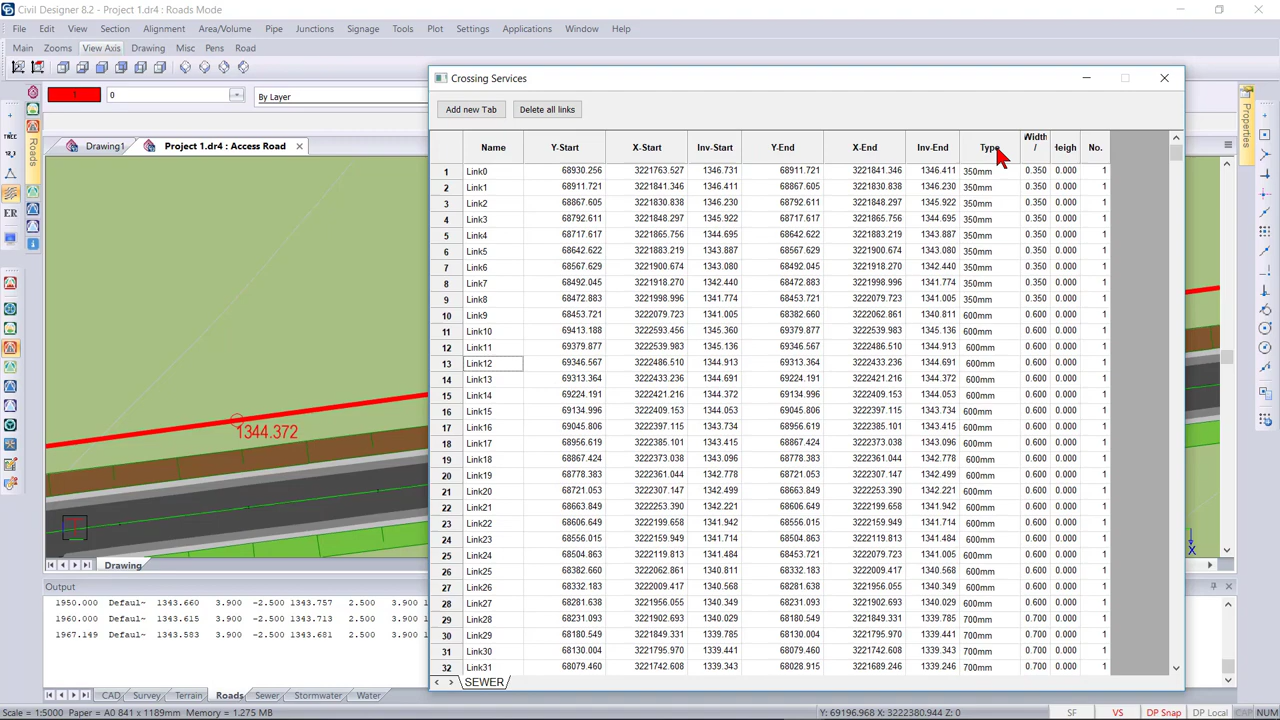 Civil Designer 8.2 - Project 1.dr4 - Roads Mode
File Edit View Section Alignment Area/Volume Pipe Junctions Signage Tools Plot Settings Applications Window Help
Main Zooms View Axis Drawing Misc Pens Road
1 0 By Layer
Crossing Services
Add new Tab Delete all links
Drawing1 Project 1.dr4 : Access Road
Roads
Properties
ER
Name Y-Start X-Start Inv-Start Y-End X-End Inv-End Type Width / Heigh No.
1 Link0 68930.256 3221763.527 1346.731 68911.721 3221841.346 1346.411 350mm 0.350 0.000 1
2 Link1 68911.721 3221841.346 1346.411 68867.605 3221830.838 1346.230 350mm 0.350 0.000 1
3 Link2 68867.605 3221830.838 1346.230 68792.611 3221848.297 1345.922 350mm 0.350 0.000 1
4 Link3 68792.611 3221848.297 1345.922 68717.617 3221865.756 1344.695 350mm 0.350 0.000 1
5 Link4 68717.617 3221865.756 1344.695 68642.622 3221883.219 1343.887 350mm 0.350 0.000 1
6 Link5 68642.622 3221883.219 1343.887 68567.629 3221900.674 1343.080 350mm 0.350 0.000 1
7 Link6 68567.629 3221900.674 1343.080 68492.045 3221918.270 1342.440 350mm 0.350 0.000 1
8 Link7 68492.045 3221918.270 1342.440 68472.883 3221998.996 1341.774 350mm 0.350 0.000 1
9 Link8 68472.883 3221998.996 1341.774 68453.721 3222079.723 1341.005 350mm 0.350 0.000 1
10 Link9 68453.721 3222079.723 1341.005 68382.660 3222062.861 1340.811 600mm 0.600 0.000 1
11 Link10 69413.188 3222593.456 1345.360 69379.877 3222539.983 1345.136 600mm 0.600 0.000 1
12 Link11 69379.877 3222539.983 1345.136 69346.567 3222486.510 1344.913 600mm 0.600 0.000 1
13 Link12 69346.567 3222486.510 1344.913 69313.364 3222433.236 1344.691 600mm 0.600 0.000 1
14 Link13 69313.364 3222433.236 1344.691 69224.191 3222421.216 1344.372 600mm 0.600 0.000 1
15 Link14 69224.191 3222421.216 1344.372 69134.996 3222409.153 1344.053 600mm 0.600 0.000 1
16 Link15 69134.996 3222409.153 1344.053 69045.806 3222397.115 1343.734 600mm 0.600 0.000 1
17 Link16 69045.806 3222397.115 1343.734 68956.619 3222385.101 1343.415 600mm 0.600 0.000 1
18 Link17 68956.619 3222385.101 1343.415 68867.424 3222373.038 1343.096 600mm 0.600 0.000 1
19 Link18 68867.424 3222373.038 1343.096 68778.383 3222361.044 1342.778 600mm 0.600 0.000 1
20 Link19 68778.383 3222361.044 1342.778 68721.053 3222307.147 1342.499 600mm 0.600 0.000 1
21 Link20 68721.053 3222307.147 1342.499 68663.849 3222253.390 1342.221 600mm 0.600 0.000 1
22 Link21 68663.849 3222253.390 1342.221 68606.649 3222199.658 1341.942 600mm 0.600 0.000 1
23 Link22 68606.649 3222199.658 1341.942 68556.015 3222159.949 1341.714 600mm 0.600 0.000 1
24 Link23 68556.015 3222159.949 1341.714 68504.863 3222119.813 1341.484 600mm 0.600 0.000 1
25 Link24 68504.863 3222119.813 1341.484 68453.721 3222079.723 1341.005 600mm 0.600 0.000 1
26 Link25 68382.660 3222062.861 1340.811 68332.183 3222009.417 1340.568 600mm 0.600 0.000 1
27 Link26 68332.183 3222009.417 1340.568 68281.638 3221956.055 1340.349 600mm 0.600 0.000 1
28 Link27 68281.638 3221956.055 1340.349 68231.093 3221902.693 1340.029 600mm 0.600 0.000 1
29 Link28 68231.093 3221902.693 1340.029 68180.549 3221849.331 1339.785 700mm 0.700 0.000 1
30 Link29 68180.549 3221849.331 1339.785 68130.004 3221795.970 1339.441 700mm 0.700 0.000 1
31 Link30 68130.004 3221795.970 1339.441 68079.460 3221742.608 1339.343 700mm 0.700 0.000 1
32 Link31 68079.460 3221742.608 1339.343 68028.915 3221689.246 1339.246 700mm 0.700 0.000 1
SEWER
1344.372
X
Drawing
Output
1950.000 Defaul~ 1343.660 3.900 -2.500 1343.757 2.500 3.900 1
1960.000 Defaul~ 1343.615 3.900 -2.500 1343.713 2.500 3.900 1
1967.149 Defaul~ 1343.583 3.900 -2.500 1343.681 2.500 3.900 1
CAD Survey Terrain Roads Sewer Stormwater Water
Scale = 1:5000 Paper = A0 841 x 1189mm Memory = 1.275 MB Y: 69196.968 X: 3222380.944 Z: 0 SF VS DP Snap DP Local CAP NUM